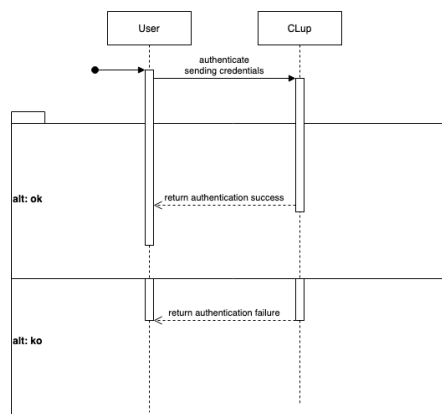 User
CLup
authenticate
sending credentials
alt: ok
return authentication success
return authentication failure
alt: ko